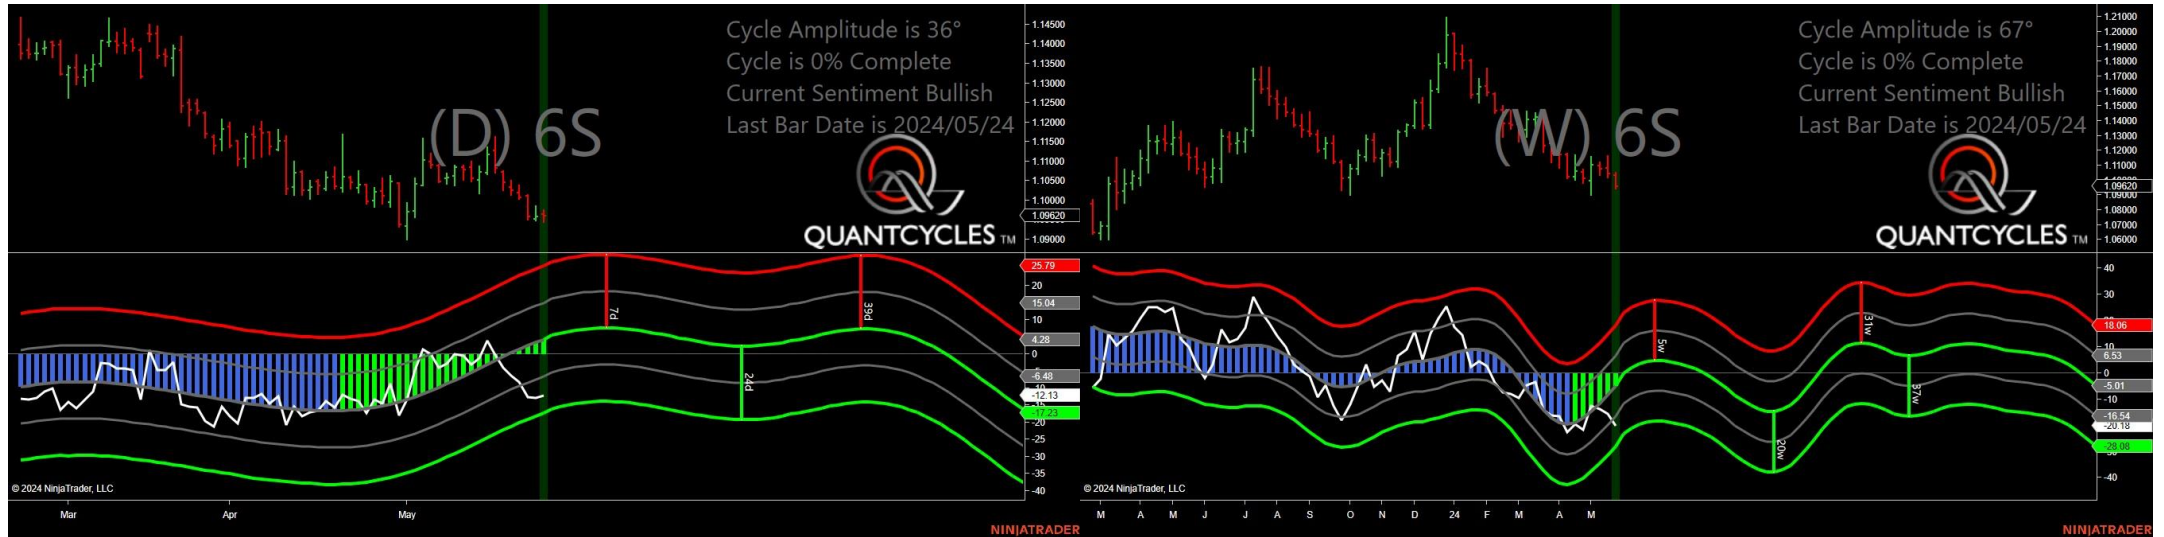 Cycle Amplitude is 36°
Cycle is 0% Complete
Current Sentiment Bullish
Last Bar Date is 2024/05/24
(D) 6S
QUANTCYCLES TM
1.14500
1.14000
1.13500
1.13000
1.12500
1.12000
1.11500
1.11000
1.10500
1.10000
1.09620
1.09000
25.79
20
15.04
10
4.28
0
-6.48
-10
-12.13
-17.23
-20
-25
-30
-35
-40
7d
24d
39d
© 2024 NinjaTrader, LLC
Mar
Apr
May
NINJATRADER
Cycle Amplitude is 67°
Cycle is 0% Complete
Current Sentiment Bullish
Last Bar Date is 2024/05/24
(W) 6S
QUANTCYCLES TM
1.21000
1.20000
1.19000
1.18000
1.17000
1.16000
1.15000
1.14000
1.13000
1.12000
1.11000
1.09620
1.09000
1.08000
1.07000
1.06000
40
30
18.06
10
6.53
0
-5.01
-10
-16.54
-20.18
-28.08
-40
5w
20w
31w
37w
© 2024 NinjaTrader, LLC
M A M J J A S O N D 24 F M A M
NINJATRADER